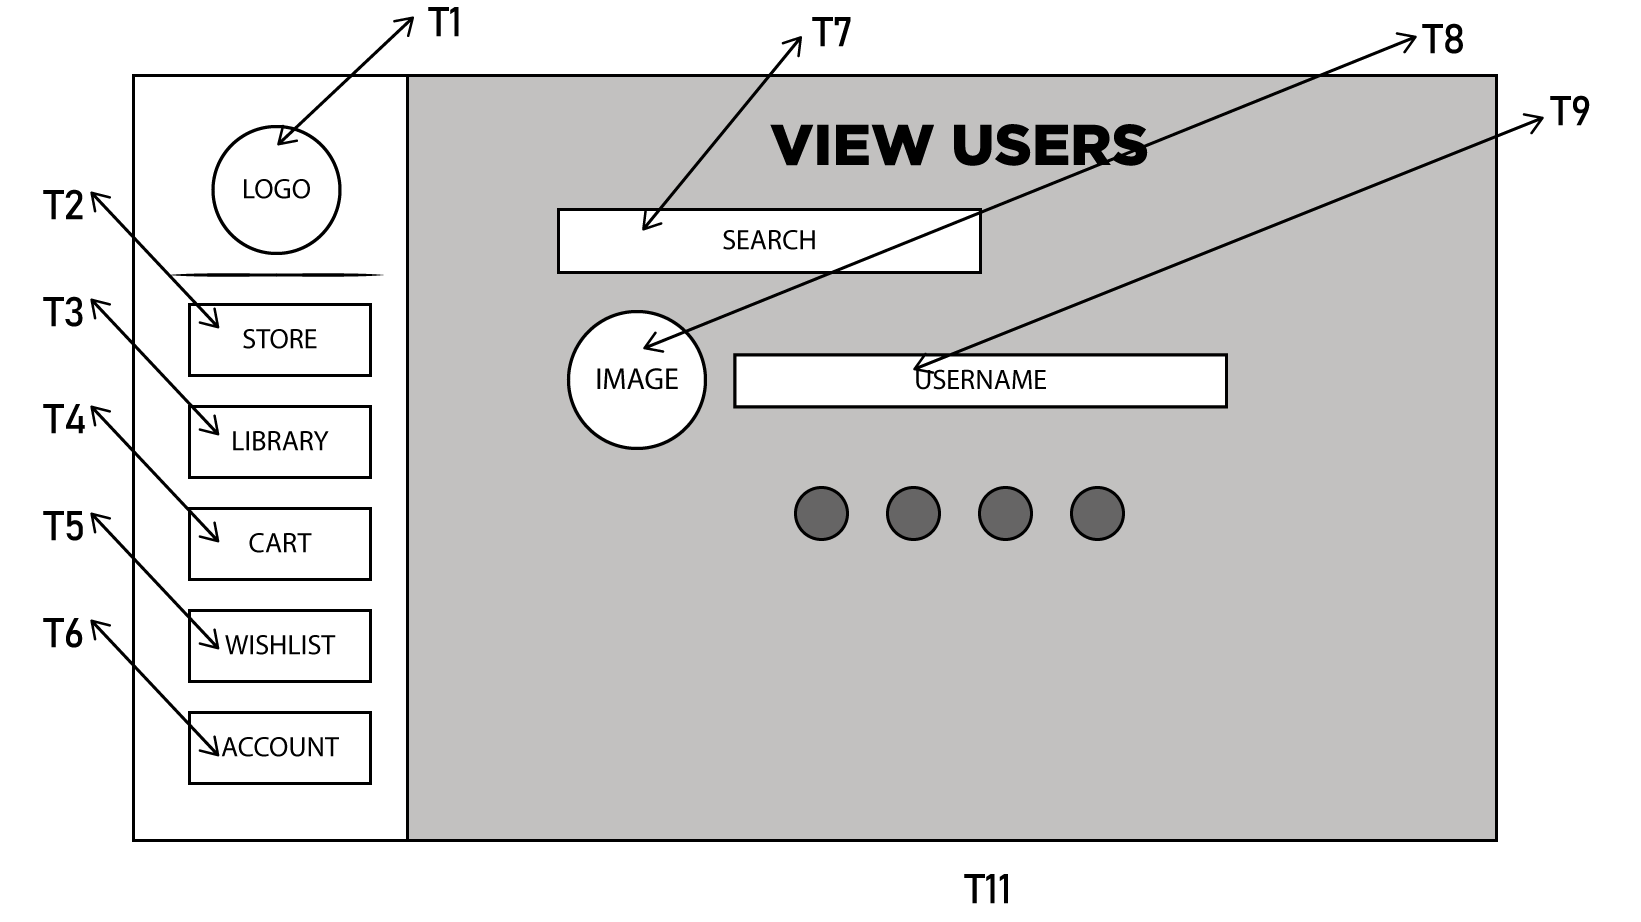 T1
T7
T8
T9
VIEW USERS
LOGO
T2
SEARCH
T3
STORE
IMAGE
USERNAME
T4
LIBRARY
T5
CART
T6
WISHLIST
ACCOUNT
T11